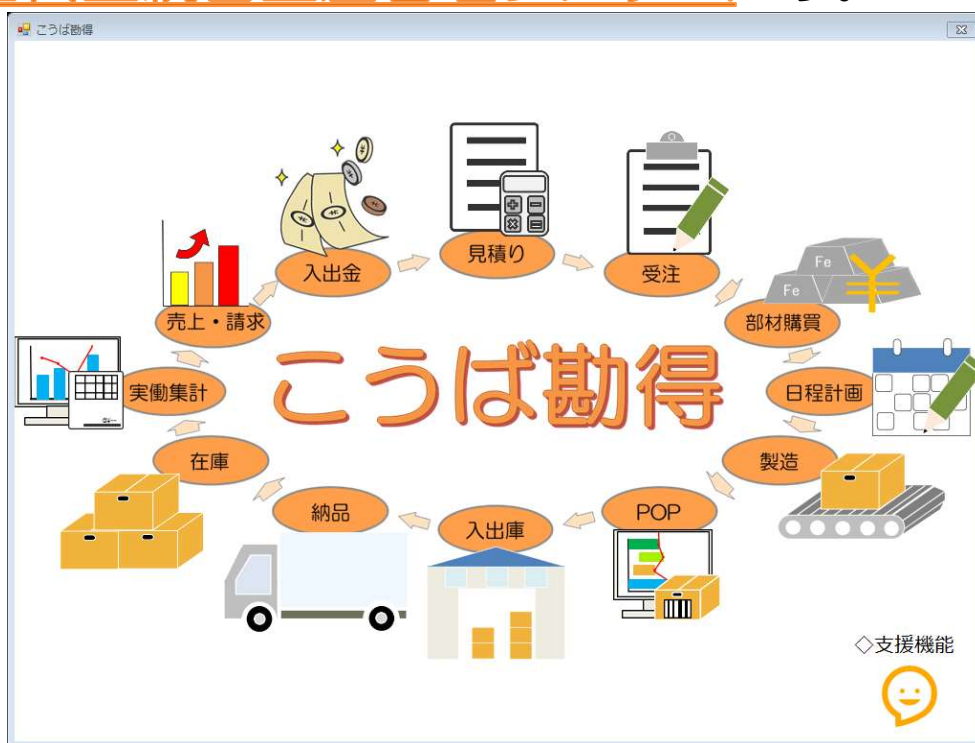 こうば勘得
見積り
受注
部材購買
日程計画
製造
POP
入出庫
納品
在庫
実働集計
売上・請求
入出金
Fe
Fe
¥
こうば勘得
◇支援機能